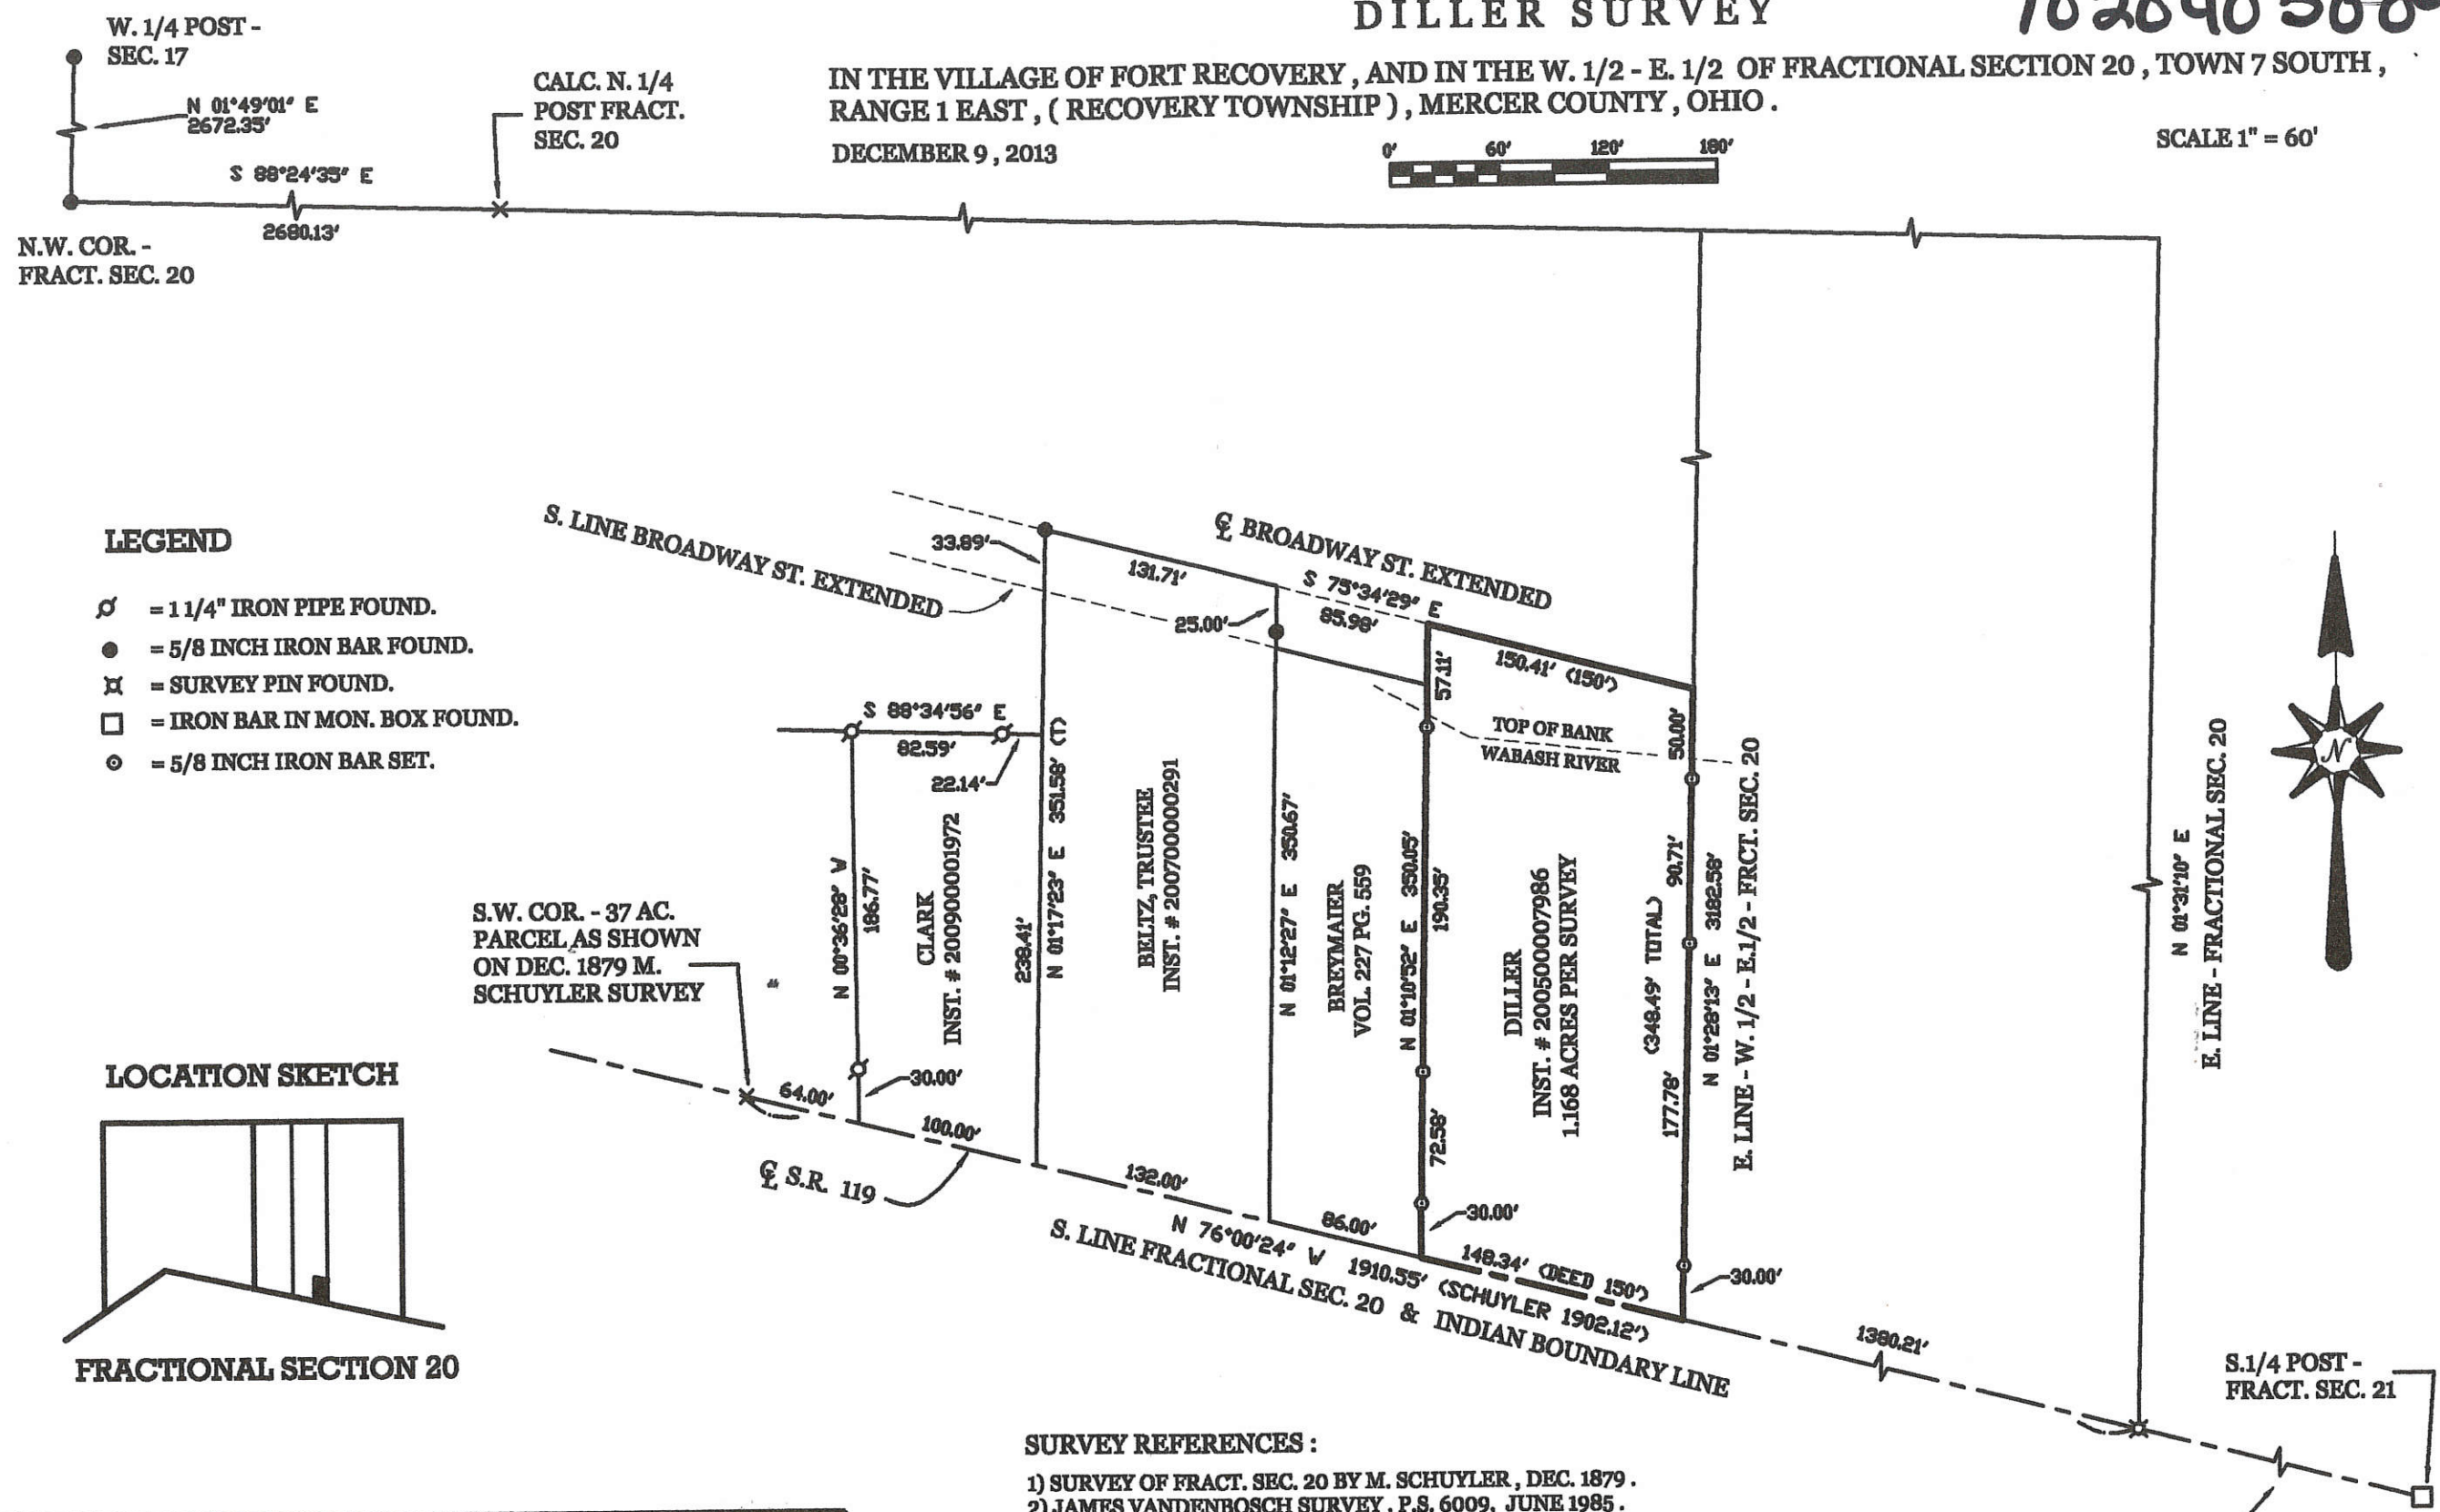 DILLER SURVEY
W. 1/4 POST -
SEC. 17
N 01°49'01" E
2672.35'
S 88°24'35" E
2680.13'
N.W. COR. -
FRACT. SEC. 20
CALC. N. 1/4
POST FRACT.
SEC. 20
IN THE VILLAGE OF FORT RECOVERY , AND IN THE W. 1/2 - E. 1/2 OF FRACTIONAL SECTION 20 , TOWN 7 SOUTH ,
RANGE 1 EAST , ( RECOVERY TOWNSHIP ) , MERCER COUNTY , OHIO .
DECEMBER 9 , 2013
0' 60' 120' 180'
SCALE 1" = 60'
LEGEND
= 1 1/4" IRON PIPE FOUND.
= 5/8 INCH IRON BAR FOUND.
= SURVEY PIN FOUND.
= IRON BAR IN MON. BOX FOUND.
= 5/8 INCH IRON BAR SET.
S. LINE BROADWAY ST. EXTENDED
33.89'
131.71'
℄ BROADWAY ST. EXTENDED
S 75°34'29" E
85.98'
25.00'
57.11'
150.41' (150')
TOP OF BANK
WABASH RIVER
50.00'
S 88°34'56" E
82.59'
22.14'
N 00°36'28" W
186.77'
CLARK
INST. # 200900001972
238.41'
N 01°17'23" E 351.58' (T)
BELTZ, TRUSTEE
INST. # 200700000291
N 01°12'27" E 350.67'
BREYMAIER
VOL. 227 PG. 559
N 01°10'52" E 350.05'
190.35'
72.58'
DILLER
INST. # 200500007986
1.168 ACRES PER SURVEY
(348.49' TOTAL)
90.71'
177.78'
N 01°28'13" E 3182.58'
E. LINE - W. 1/2 - E.1/2 - FRCT. SEC. 20
N 01°31'10" E
E. LINE - FRACTIONAL SEC. 20
N
S.W. COR. - 37 AC.
PARCEL AS SHOWN
ON DEC. 1879 M.
SCHUYLER SURVEY
64.00'
30.00'
100.00'
℄ S.R. 119
132.00'
86.00'
30.00'
148.34' (DEED 150')
30.00'
N 76°00'24" W 1910.55' (SCHUYLER 1902.12')
S. LINE FRACTIONAL SEC. 20 & INDIAN BOUNDARY LINE
1380.21'
S.1/4 POST -
FRACT. SEC. 21
LOCATION SKETCH
FRACTIONAL SECTION 20
SURVEY REFERENCES :
1) SURVEY OF FRACT. SEC. 20 BY M. SCHUYLER , DEC. 1879 .
2) JAMES VANDENBOSCH SURVEY , P.S. 6009, JUNE 1985 .